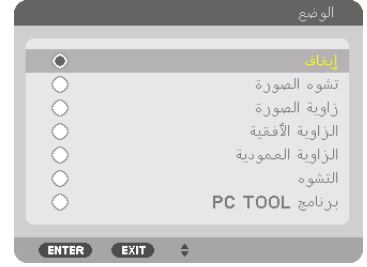 الوضع
إيقاف
تشوه الصورة
زاوية الصورة
الزاوية الأفقية
الزاوية العمودية
التشوه
برنامج PC TOOL
ENTER EXIT